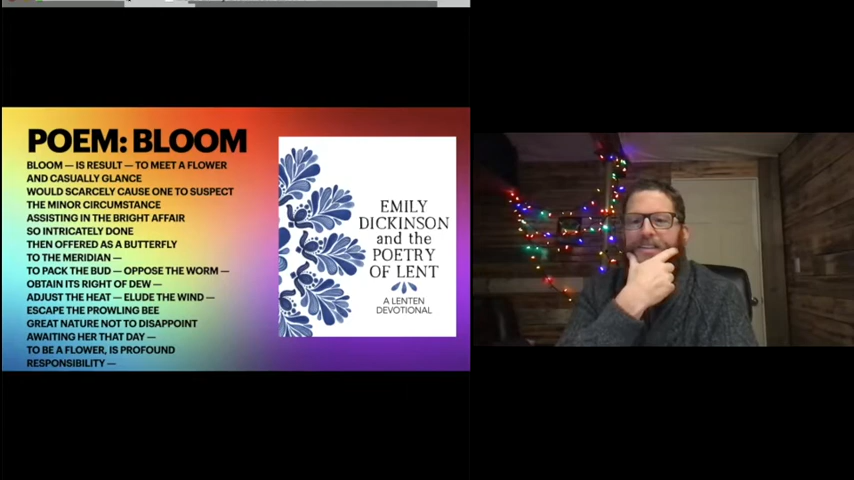 POEM: BLOOM
BLOOM — IS RESULT — TO MEET A FLOWER
AND CASUALLY GLANCE
WOULD SCARCELY CAUSE ONE TO SUSPECT
THE MINOR CIRCUMSTANCE
ASSISTING IN THE BRIGHT AFFAIR
SO INTRICATELY DONE
THEN OFFERED AS A BUTTERFLY
TO THE MERIDIAN —
TO PACK THE BUD — OPPOSE THE WORM —
OBTAIN ITS RIGHT OF DEW —
ADJUST THE HEAT — ELUDE THE WIND —
ESCAPE THE PROWLING BEE
GREAT NATURE NOT TO DISAPPOINT
AWAITING HER THAT DAY —
TO BE A FLOWER, IS PROFOUND
RESPONSIBILITY —
EMILY
DICKINSON
and the
POETRY
OF LENT
A LENTEN
DEVOTIONAL